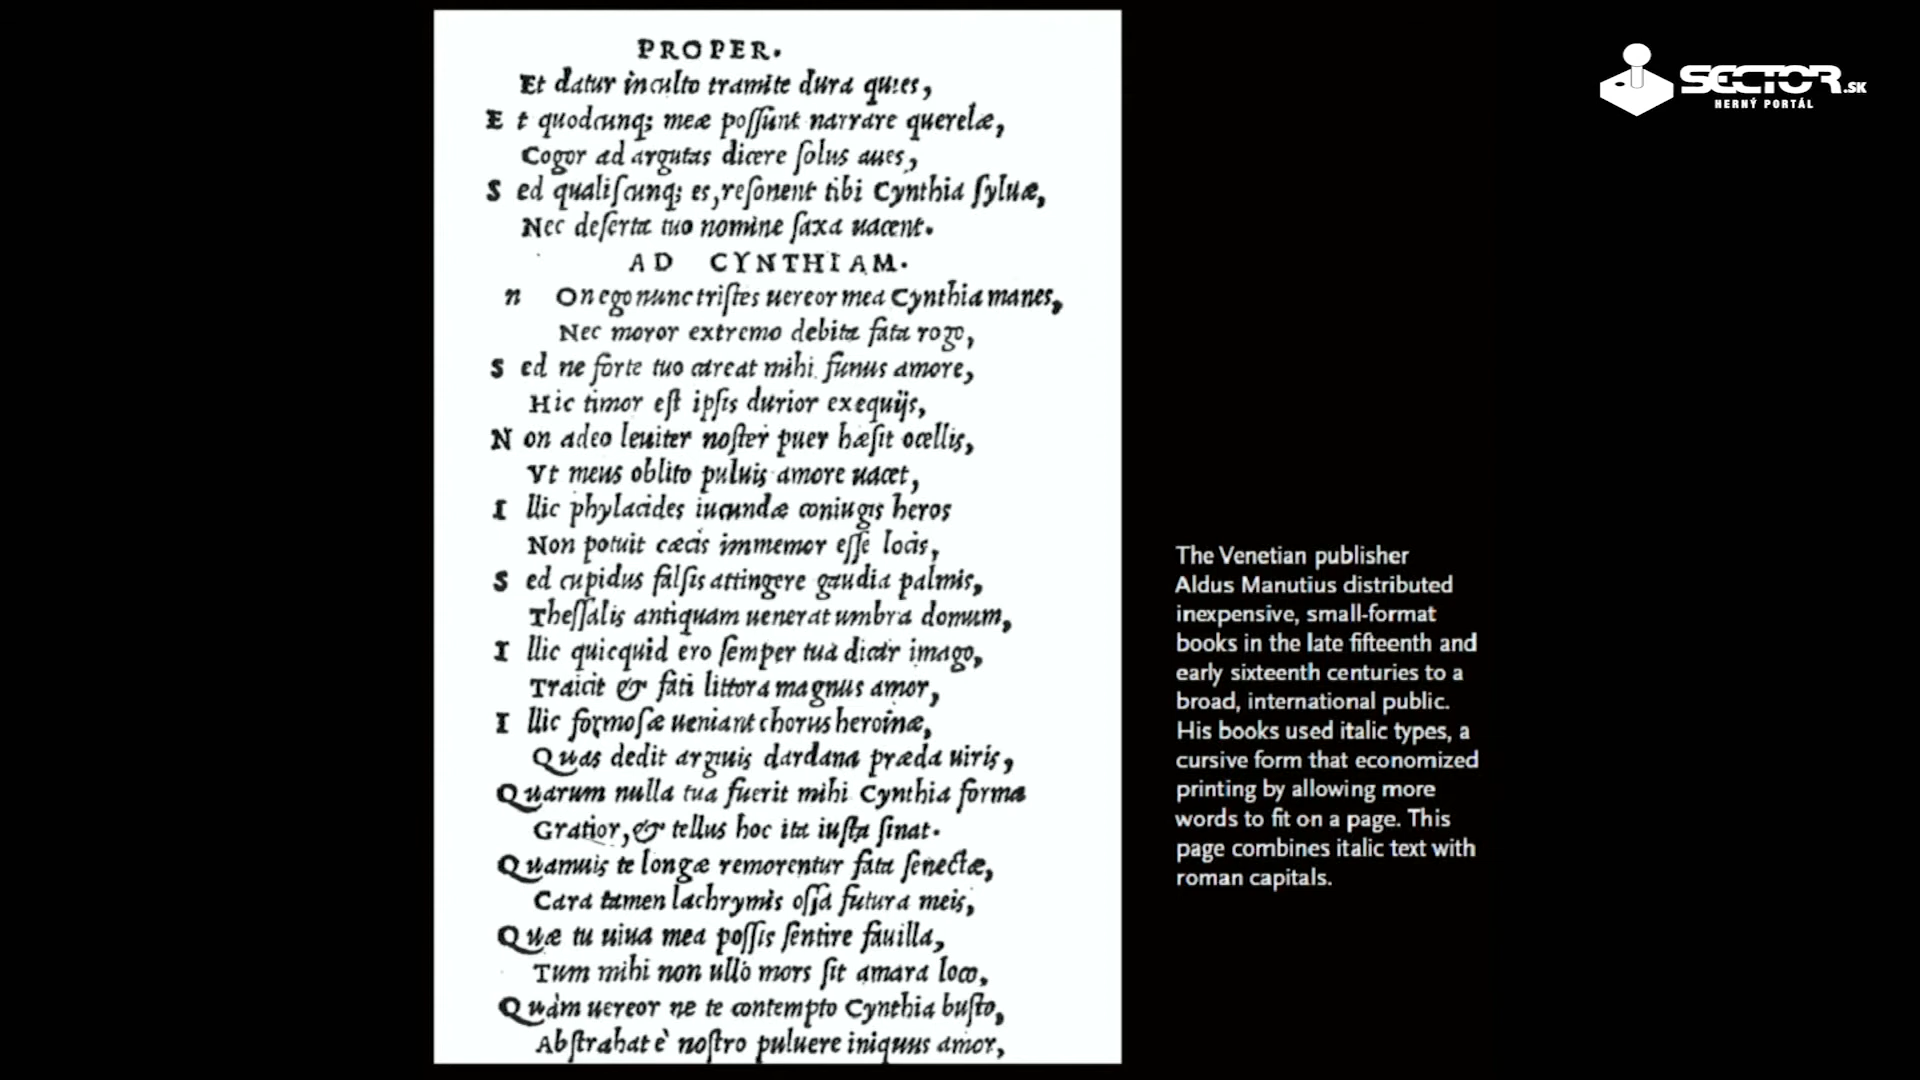 PROPER.
Et datur inculto tramite dura quies,
E t quodcunq; meæ poſſunt narrare querelæ,
Cogor ad argutas dicere ſolus aues,
S ed qualiſcunq; es, reſonent tibi Cynthia ſyluæ,
Nec deſerta tuo nomine ſaxa uacent.
AD CYNTHIAM.
n On ego nunc triſtes uereor mea Cynthia manes,
Nec moror extremo debita fata rogo,
S ed ne forte tuo careat mihi funus amore,
Hic timor eſt ipſis durior exequijs,
N on adeo leuiter noſter puer hæſit ocellis,
Vt meus oblito puluis amore uacet,
I llic phylacides iucundæ coniugis heros
Non potuit cæcis immemor eſſe locis,
S ed cupidus falſis attingere gaudia palmis,
Theſſalis antiquam uenerat umbra domum,
I llic quicquid ero ſemper tua dicar imago,
Traicit & fati littora magnus amor,
I llic formoſæ ueniant chorus heroinæ,
Quas dedit arguis dardana præda uiris,
Quarum nulla tua fuerit mihi Cynthia forma
Gratior, & tellus hoc ita iuſta ſinat.
Quamuis te longæ remorentur fata ſenectæ,
Cara tamen lachrymis oſſa futura meis,
Quæ tu uiua mea poſſis ſentire fauilla,
Tum mihi non ullo mors ſit amara loco,
Quàm uereor ne te contempto Cynthia buſto,
Abſtrahat è noſtro puluere iniquus amor,
SECTOR.SK
HERNÝ PORTÁL
The Venetian publisher
Aldus Manutius distributed
inexpensive, small-format
books in the late fifteenth and
early sixteenth centuries to a
broad, international public.
His books used italic types, a
cursive form that economized
printing by allowing more
words to fit on a page. This
page combines italic text with
roman capitals.